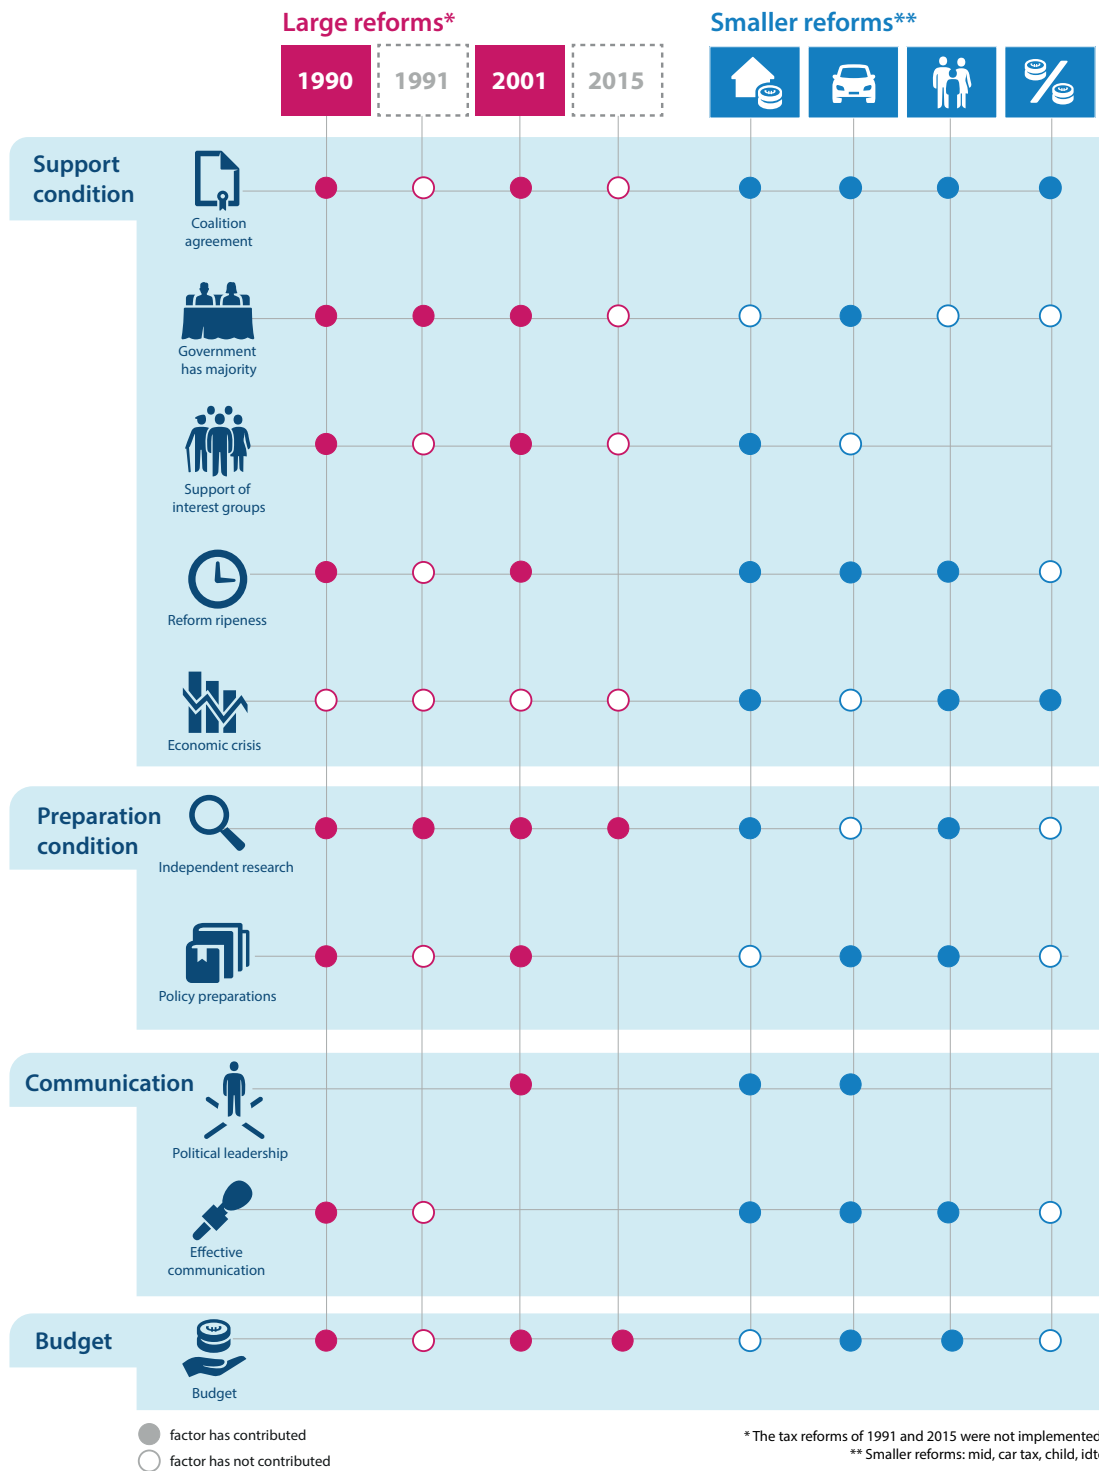 Large reforms*
Smaller reforms**
1990
1991
2001
2015
Support
condition
Coalition
agreement
Government
has majority
Support of
interest groups
Reform ripeness
Economic crisis
Preparation
condition
Independent research
Policy preparations
Communication
Political leadership
Effective
communication
Budget
Budget
factor has contributed
factor has not contributed
* The tax reforms of 1991 and 2015 were not implemented
** Smaller reforms: mid, car tax, child, idt